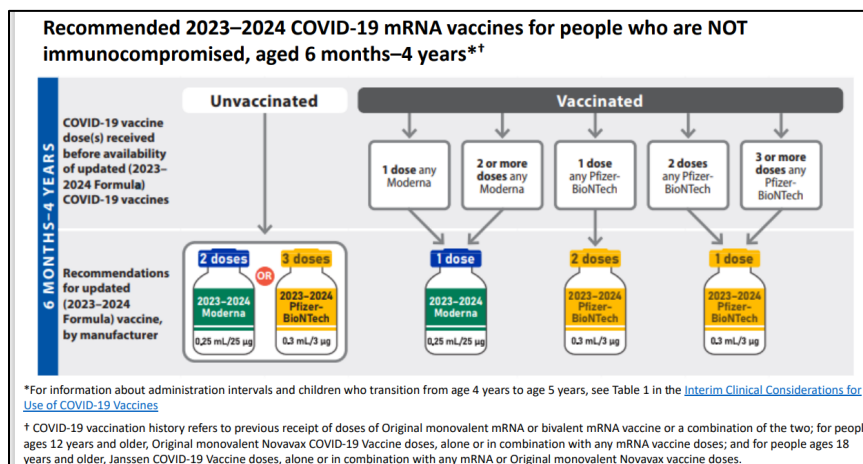 Recommended 2023–2024 COVID-19 mRNA vaccines for people who are NOT
immunocompromised, aged 6 months–4 years*†
6 MONTHS–4 YEARS
Unvaccinated
Vaccinated
COVID-19 vaccine
dose(s) received
before availability
of updated (2023–
2024 Formula)
COVID-19 vaccines
1 dose any
Moderna
2 or more
doses any
Moderna
1 dose
any Pfizer-
BioNTech
2 doses
any Pfizer-
BioNTech
3 or more
doses any
Pfizer-
BioNTech
Recommendations
for updated
(2023–2024
Formula) vaccine,
by manufacturer
2 doses
2023–2024
Moderna
0.25 mL/25 µg
OR
3 doses
2023–2024
Pfizer-
BioNTech
0.3 mL/3 µg
1 dose
2023–2024
Moderna
0.25 mL/25 µg
2 doses
2023–2024
Pfizer-
BioNTech
0.3 mL/3 µg
1 dose
2023–2024
Pfizer-
BioNTech
0.3 mL/3 µg
*For information about administration intervals and children who transition from age 4 years to age 5 years, see Table 1 in the Interim Clinical Considerations for
Use of COVID-19 Vaccines
† COVID-19 vaccination history refers to previous receipt of doses of Original monovalent mRNA or bivalent mRNA vaccine or a combination of the two; for peopl
ages 12 years and older, Original monovalent Novavax COVID-19 Vaccine doses, alone or in combination with any mRNA vaccine doses; and for people ages 18
years and older, Janssen COVID-19 Vaccine doses, alone or in combination with any mRNA or Original monovalent Novavax vaccine doses.